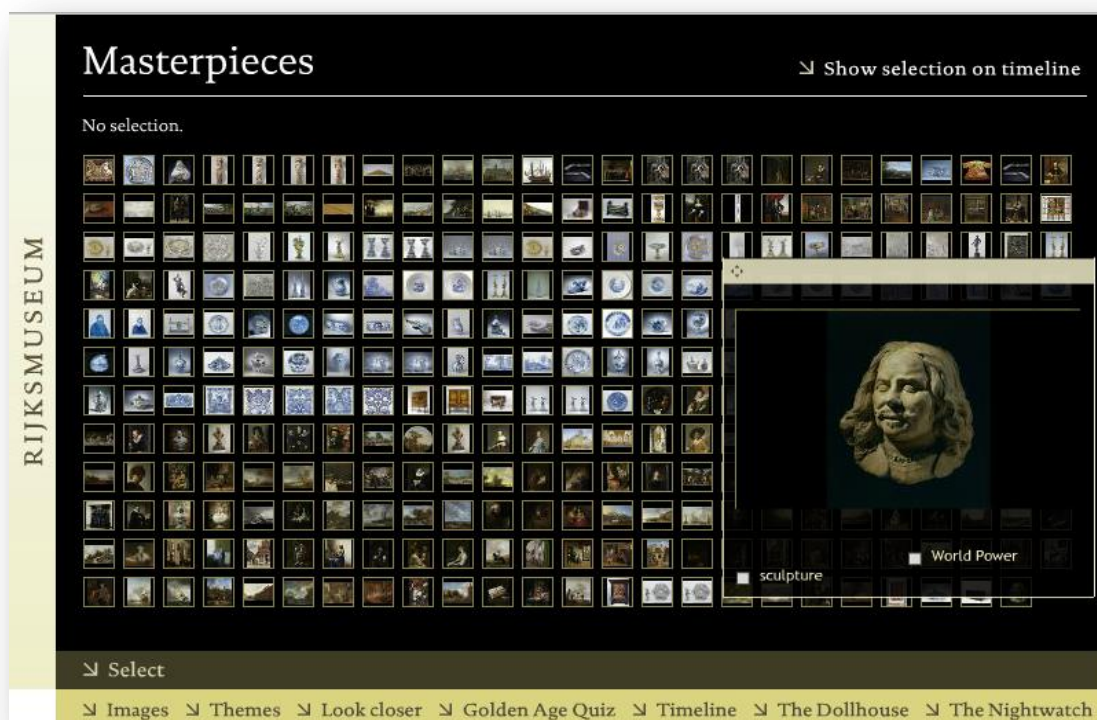 RIJKSMUSEUM
Masterpieces
Show selection on timeline
No selection.
World Power
sculpture
Select
Images Themes Look closer Golden Age Quiz Timeline The Dollhouse The Nightwatch